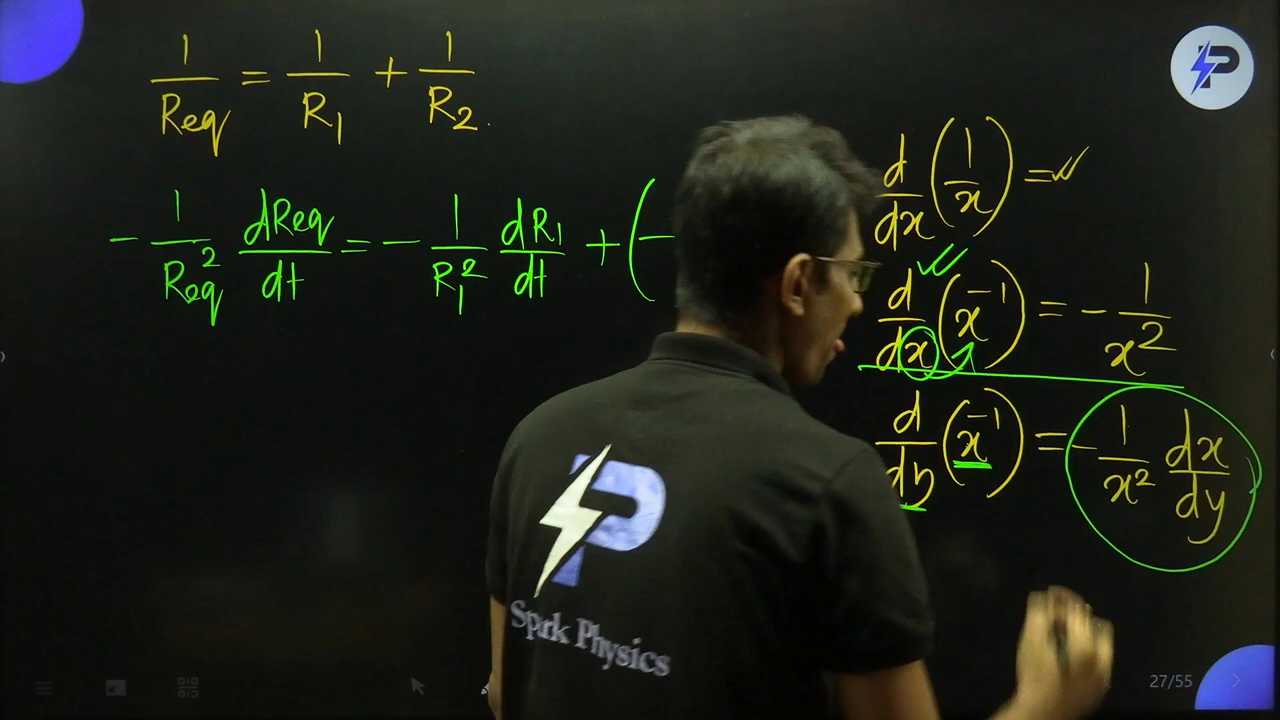 1/Req = 1/R₁ + 1/R₂.
- 1/Req² dReq/dt = - 1/R₁² dR₁/dt + (-
d/dx (1/x) =
d/dx (x⁻¹) = - 1/x²
d/dy (x⁻¹) = - 1/x² dx/dy
P
P
Spark Physics
27/55